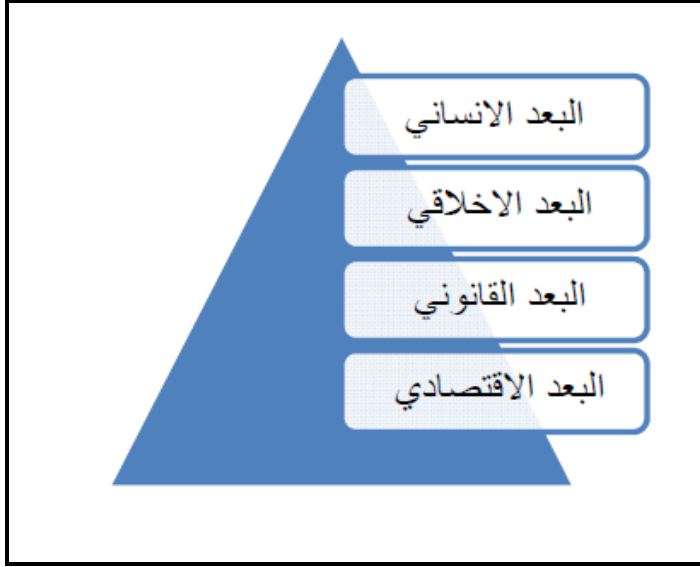 البعد الانساني
البعد الاخلاقي
البعد القانوني
البعد الاقتصادي